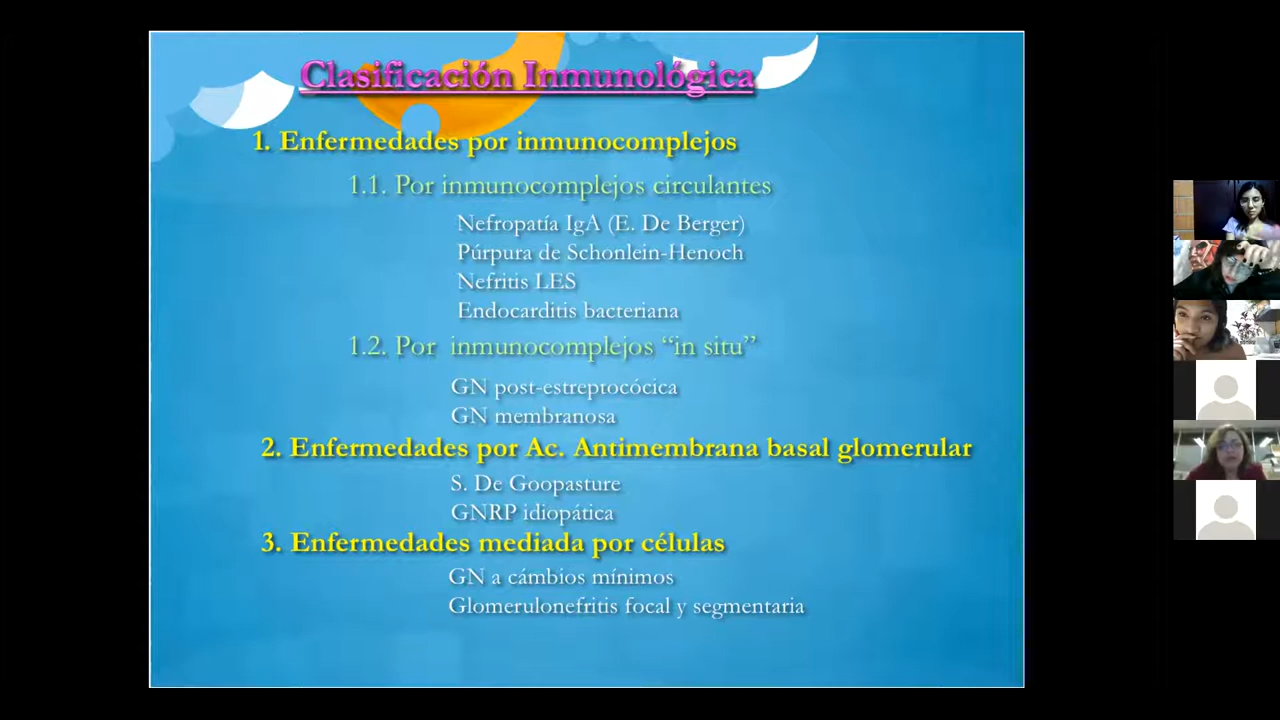 Clasificación Inmunológica
1. Enfermedades por inmunocomplejos
1.1. Por inmunocomplejos circulantes
Nefropatía IgA (E. De Berger)
Púrpura de Schonlein-Henoch
Nefritis LES
Endocarditis bacteriana
1.2. Por inmunocomplejos “in situ”
GN post-estreptocócica
GN membranosa
2. Enfermedades por Ac. Antimembrana basal glomerular
S. De Goopasture
GNRP idiopática
3. Enfermedades mediada por células
GN a cámbios mínimos
Glomerulonefritis focal y segmentaria